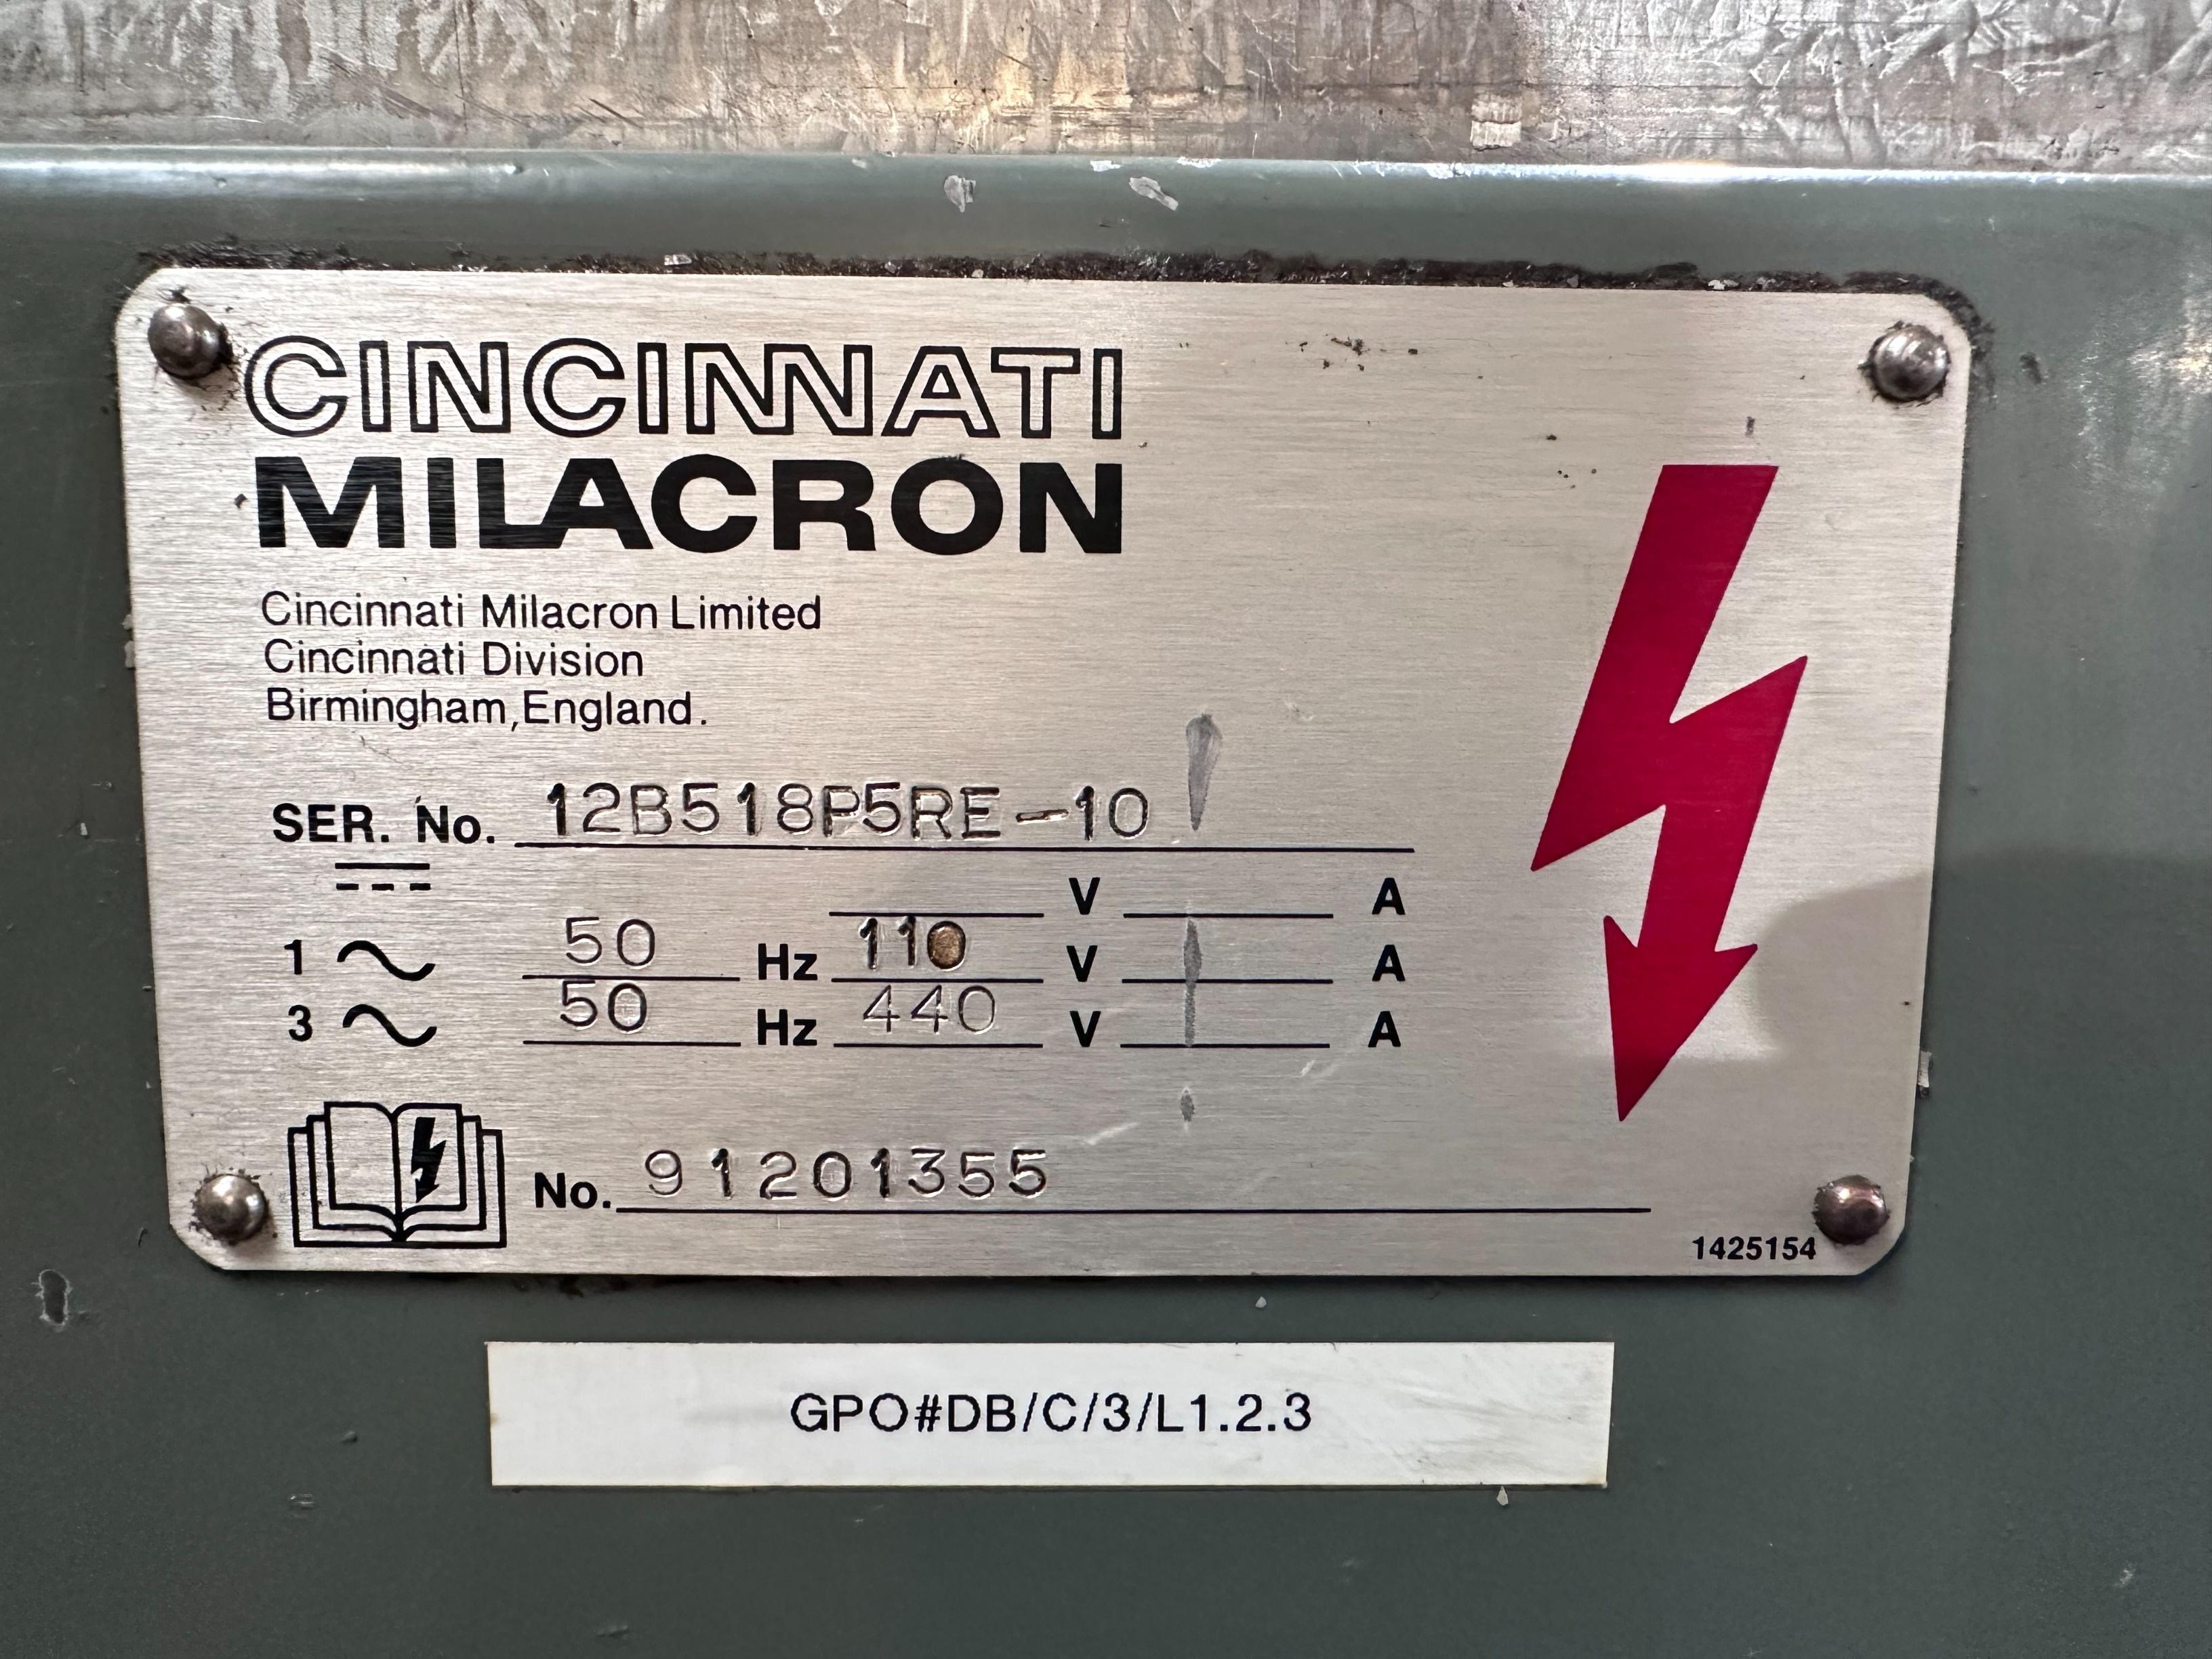 CINCINNATI
MILACRON
Cincinnati Milacron Limited
Cincinnati Division
Birmingham, England.
SER. No. 12B518P5RE-10
V A
1 ~ 50 Hz 110 V A
3 ~ 50 Hz 440 V A
No. 91201355
1425154
GPO#DB/C/3/L1.2.3